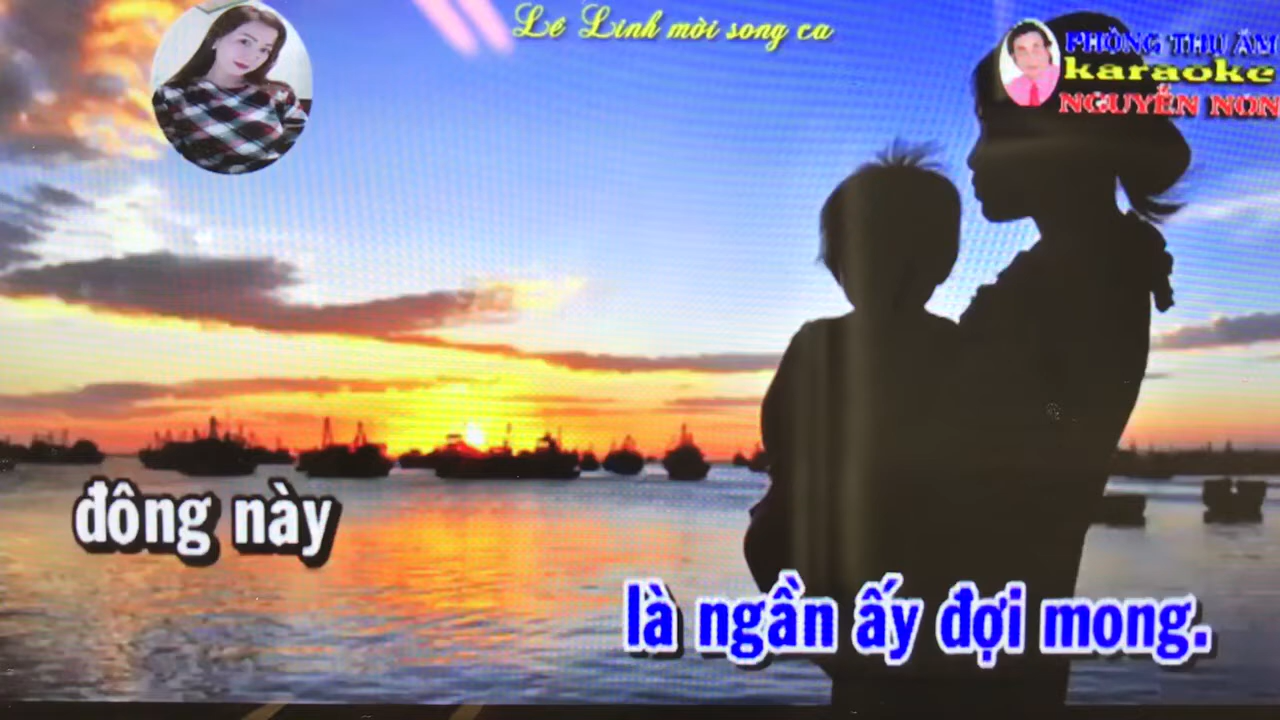 Lê Linh mời song ca
PHÒNG THU ÂM
karaoke
NGUYỄN NON
đông này
là ngần ấy đợi mong.